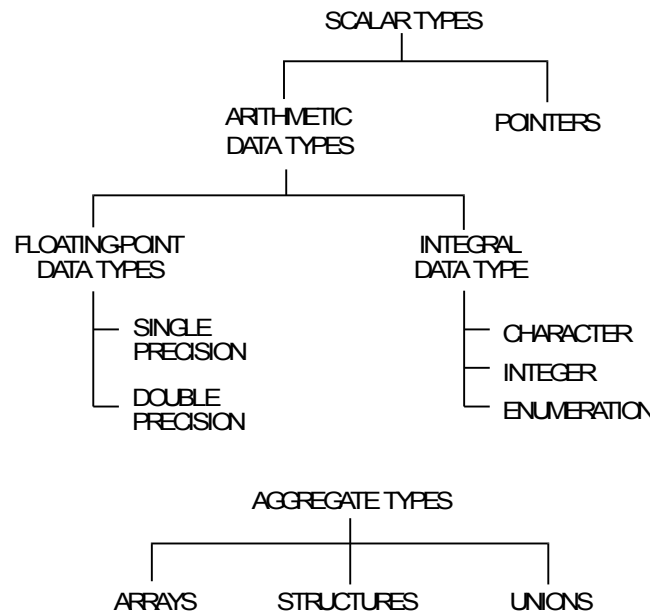 SCALAR TYPES
ARITHMETIC
DATA TYPES
POINTERS
FLOATING-POINT
DATA TYPES
INTEGRAL
DATA TYPE
SINGLE
PRECISION
DOUBLE
PRECISION
CHARACTER
INTEGER
ENUMERATION
AGGREGATE TYPES
ARRAYS
STRUCTURES
UNIONS